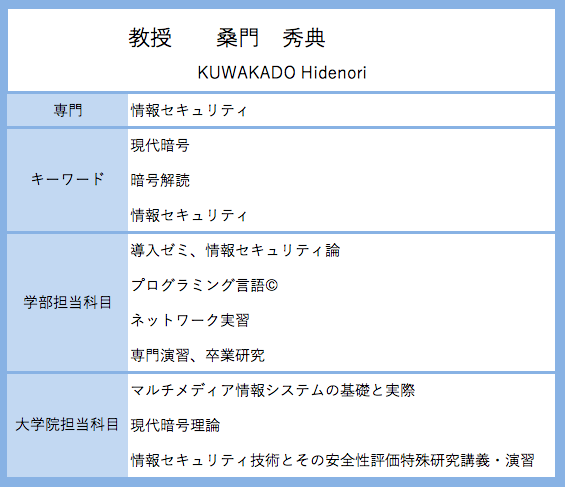 教授　　桑門　秀典
KUWAKADO Hidenori
専門
情報セキュリティ
キーワード
現代暗号
暗号解読
情報セキュリティ
学部担当科目
導入ゼミ、情報セキュリティ論
プログラミング言語©
ネットワーク実習
専門演習、卒業研究
大学院担当科目
マルチメディア情報システムの基礎と実際
現代暗号理論
情報セキュリティ技術とその安全性評価特殊研究講義・演習